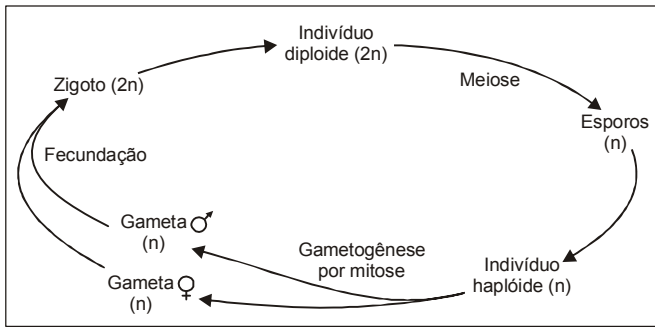 Indivíduo
diploide (2n)
Meiose
Zigoto (2n)
Esporos
(n)
Fecundação
Gameta ♂
(n)
Gametogênese
por mitose
Indivíduo
haplóide (n)
Gameta ♀
(n)